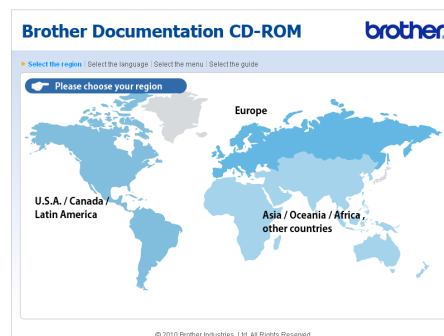 Brother Documentation CD-ROM
brother
Select the region | Select the language | Select the menu | Select the guide
Please choose your region
Europe
U.S.A. / Canada /
Latin America
Asia / Oceania / Africa ,
other countries
© 2010 Brother Industries, Ltd. All Rights Reserved.